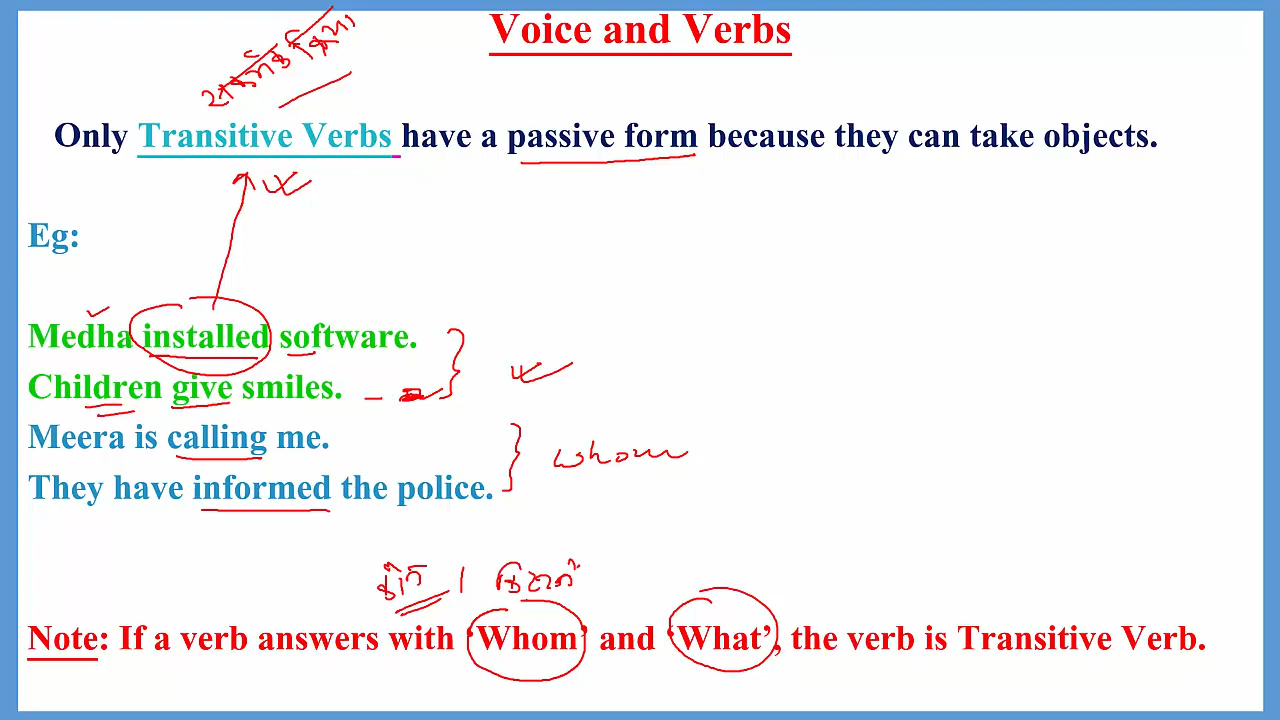 Voice and Verbs
સકર્મક ક્રિયા
Only Transitive Verbs have a passive form because they can take objects.
Eg:
Medha installed software.
Children give smiles.
Meera is calling me.
whom
They have informed the police.
Note: If a verb answers with ‘Whom’ and ‘What’, the verb is Transitive Verb.